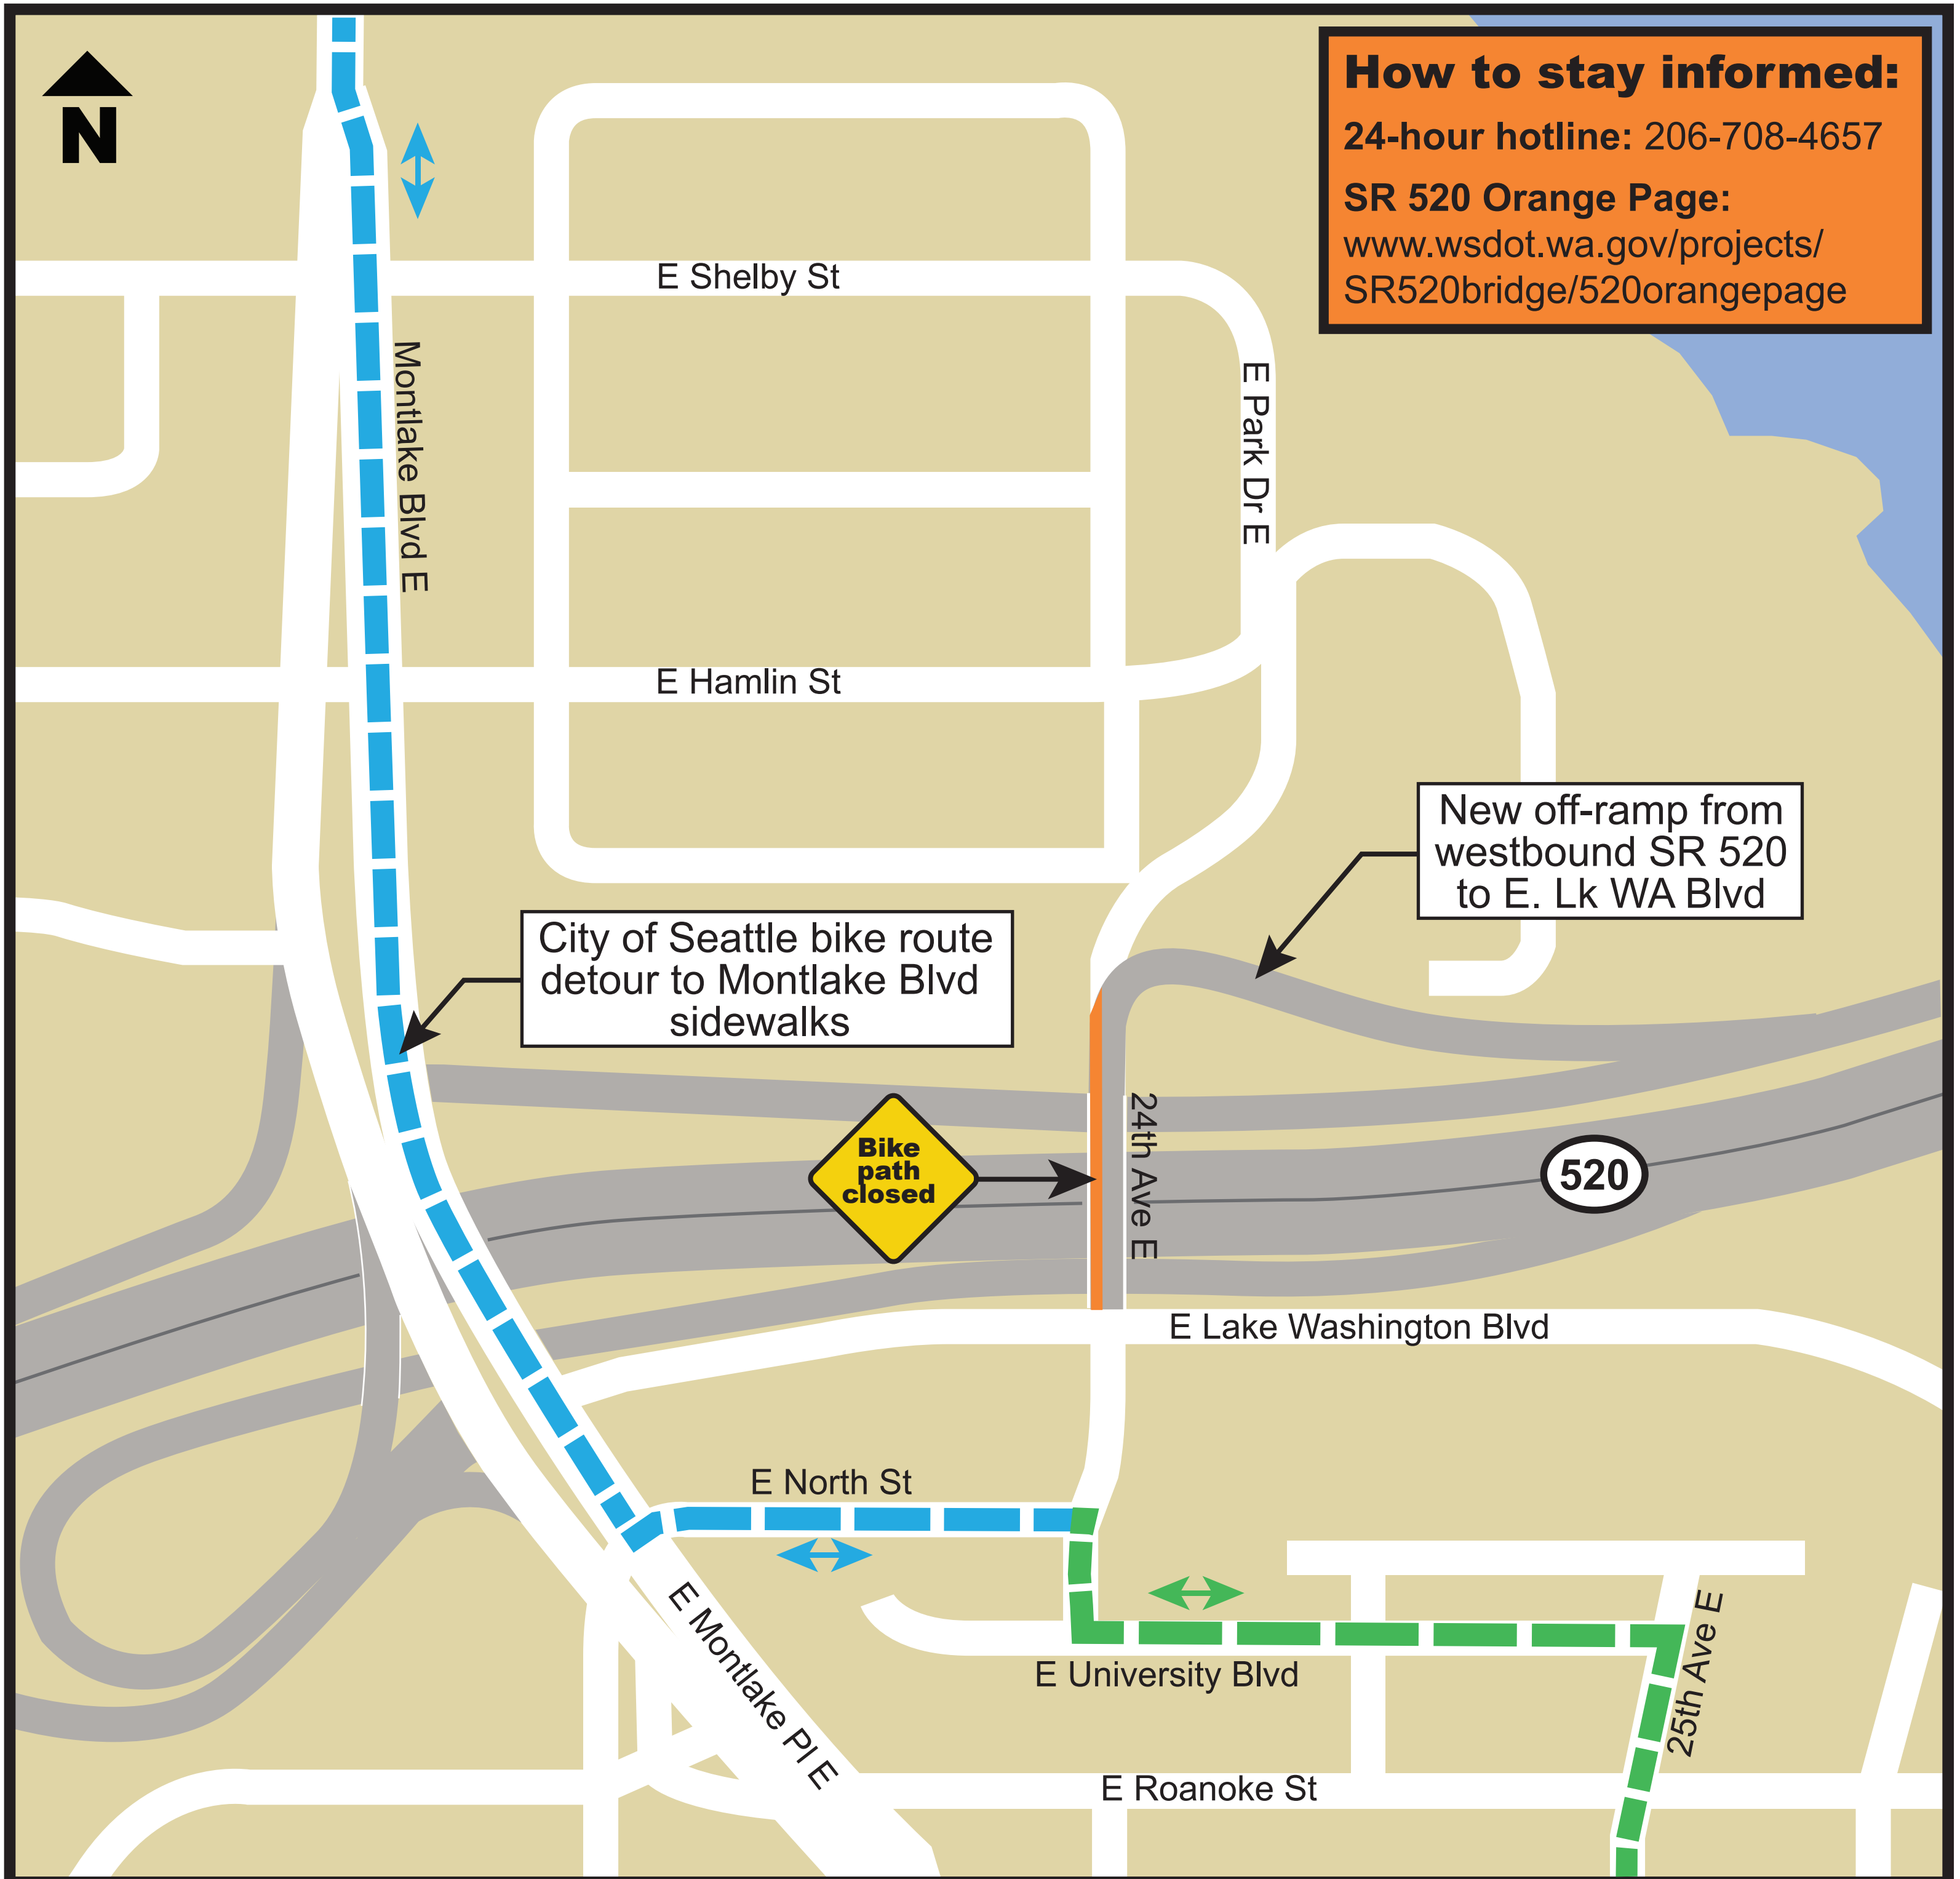 N
How to stay informed:
24-hour hotline: 206-708-4657
SR 520 Orange Page:
www.wsdot.wa.gov/projects/
SR520bridge/520orangepage
E Shelby St
Montlake Blvd E
E Park Dr E
E Hamlin St
New off-ramp from
westbound SR 520
to E. Lk WA Blvd
City of Seattle bike route
detour to Montlake Blvd
sidewalks
Bike
path
closed
24th Ave E
520
E Lake Washington Blvd
E North St
E Montlake Pl E
E University Blvd
25th Ave E
E Roanoke St